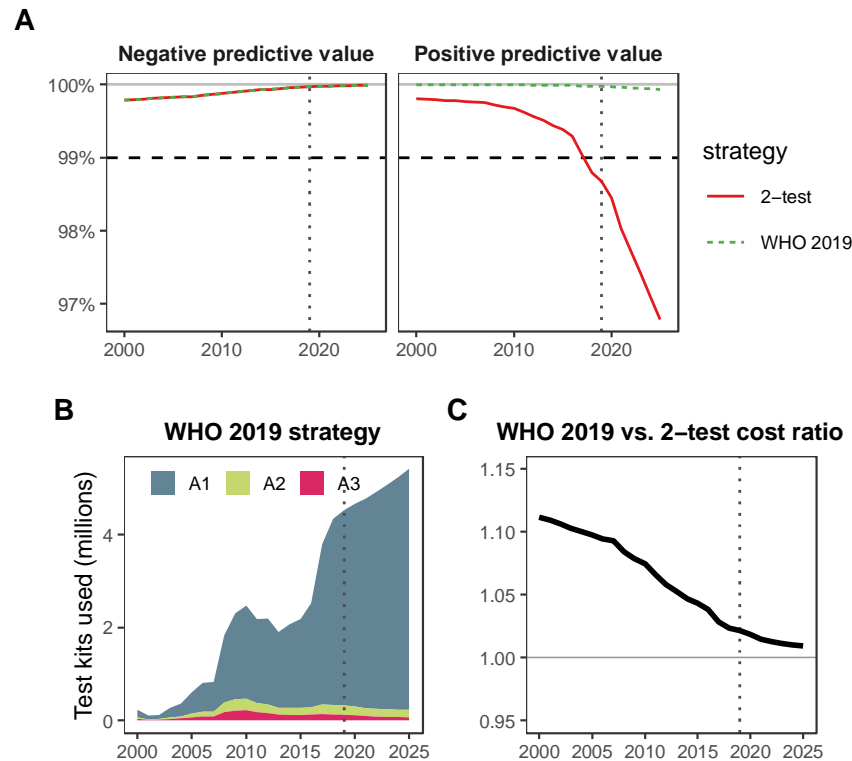 A
Negative predictive value
Positive predictive value
100%
99%
98%
97%
2000
2010
2020
2000
2010
2020
strategy
2−test
WHO 2019
B
WHO 2019 strategy
Test kits used (millions)
A1
A2
A3
4
2
0
2000
2005
2010
2015
2020
2025
C
WHO 2019 vs. 2−test cost ratio
1.15
1.10
1.05
1.00
0.95
2000
2005
2010
2015
2020
2025